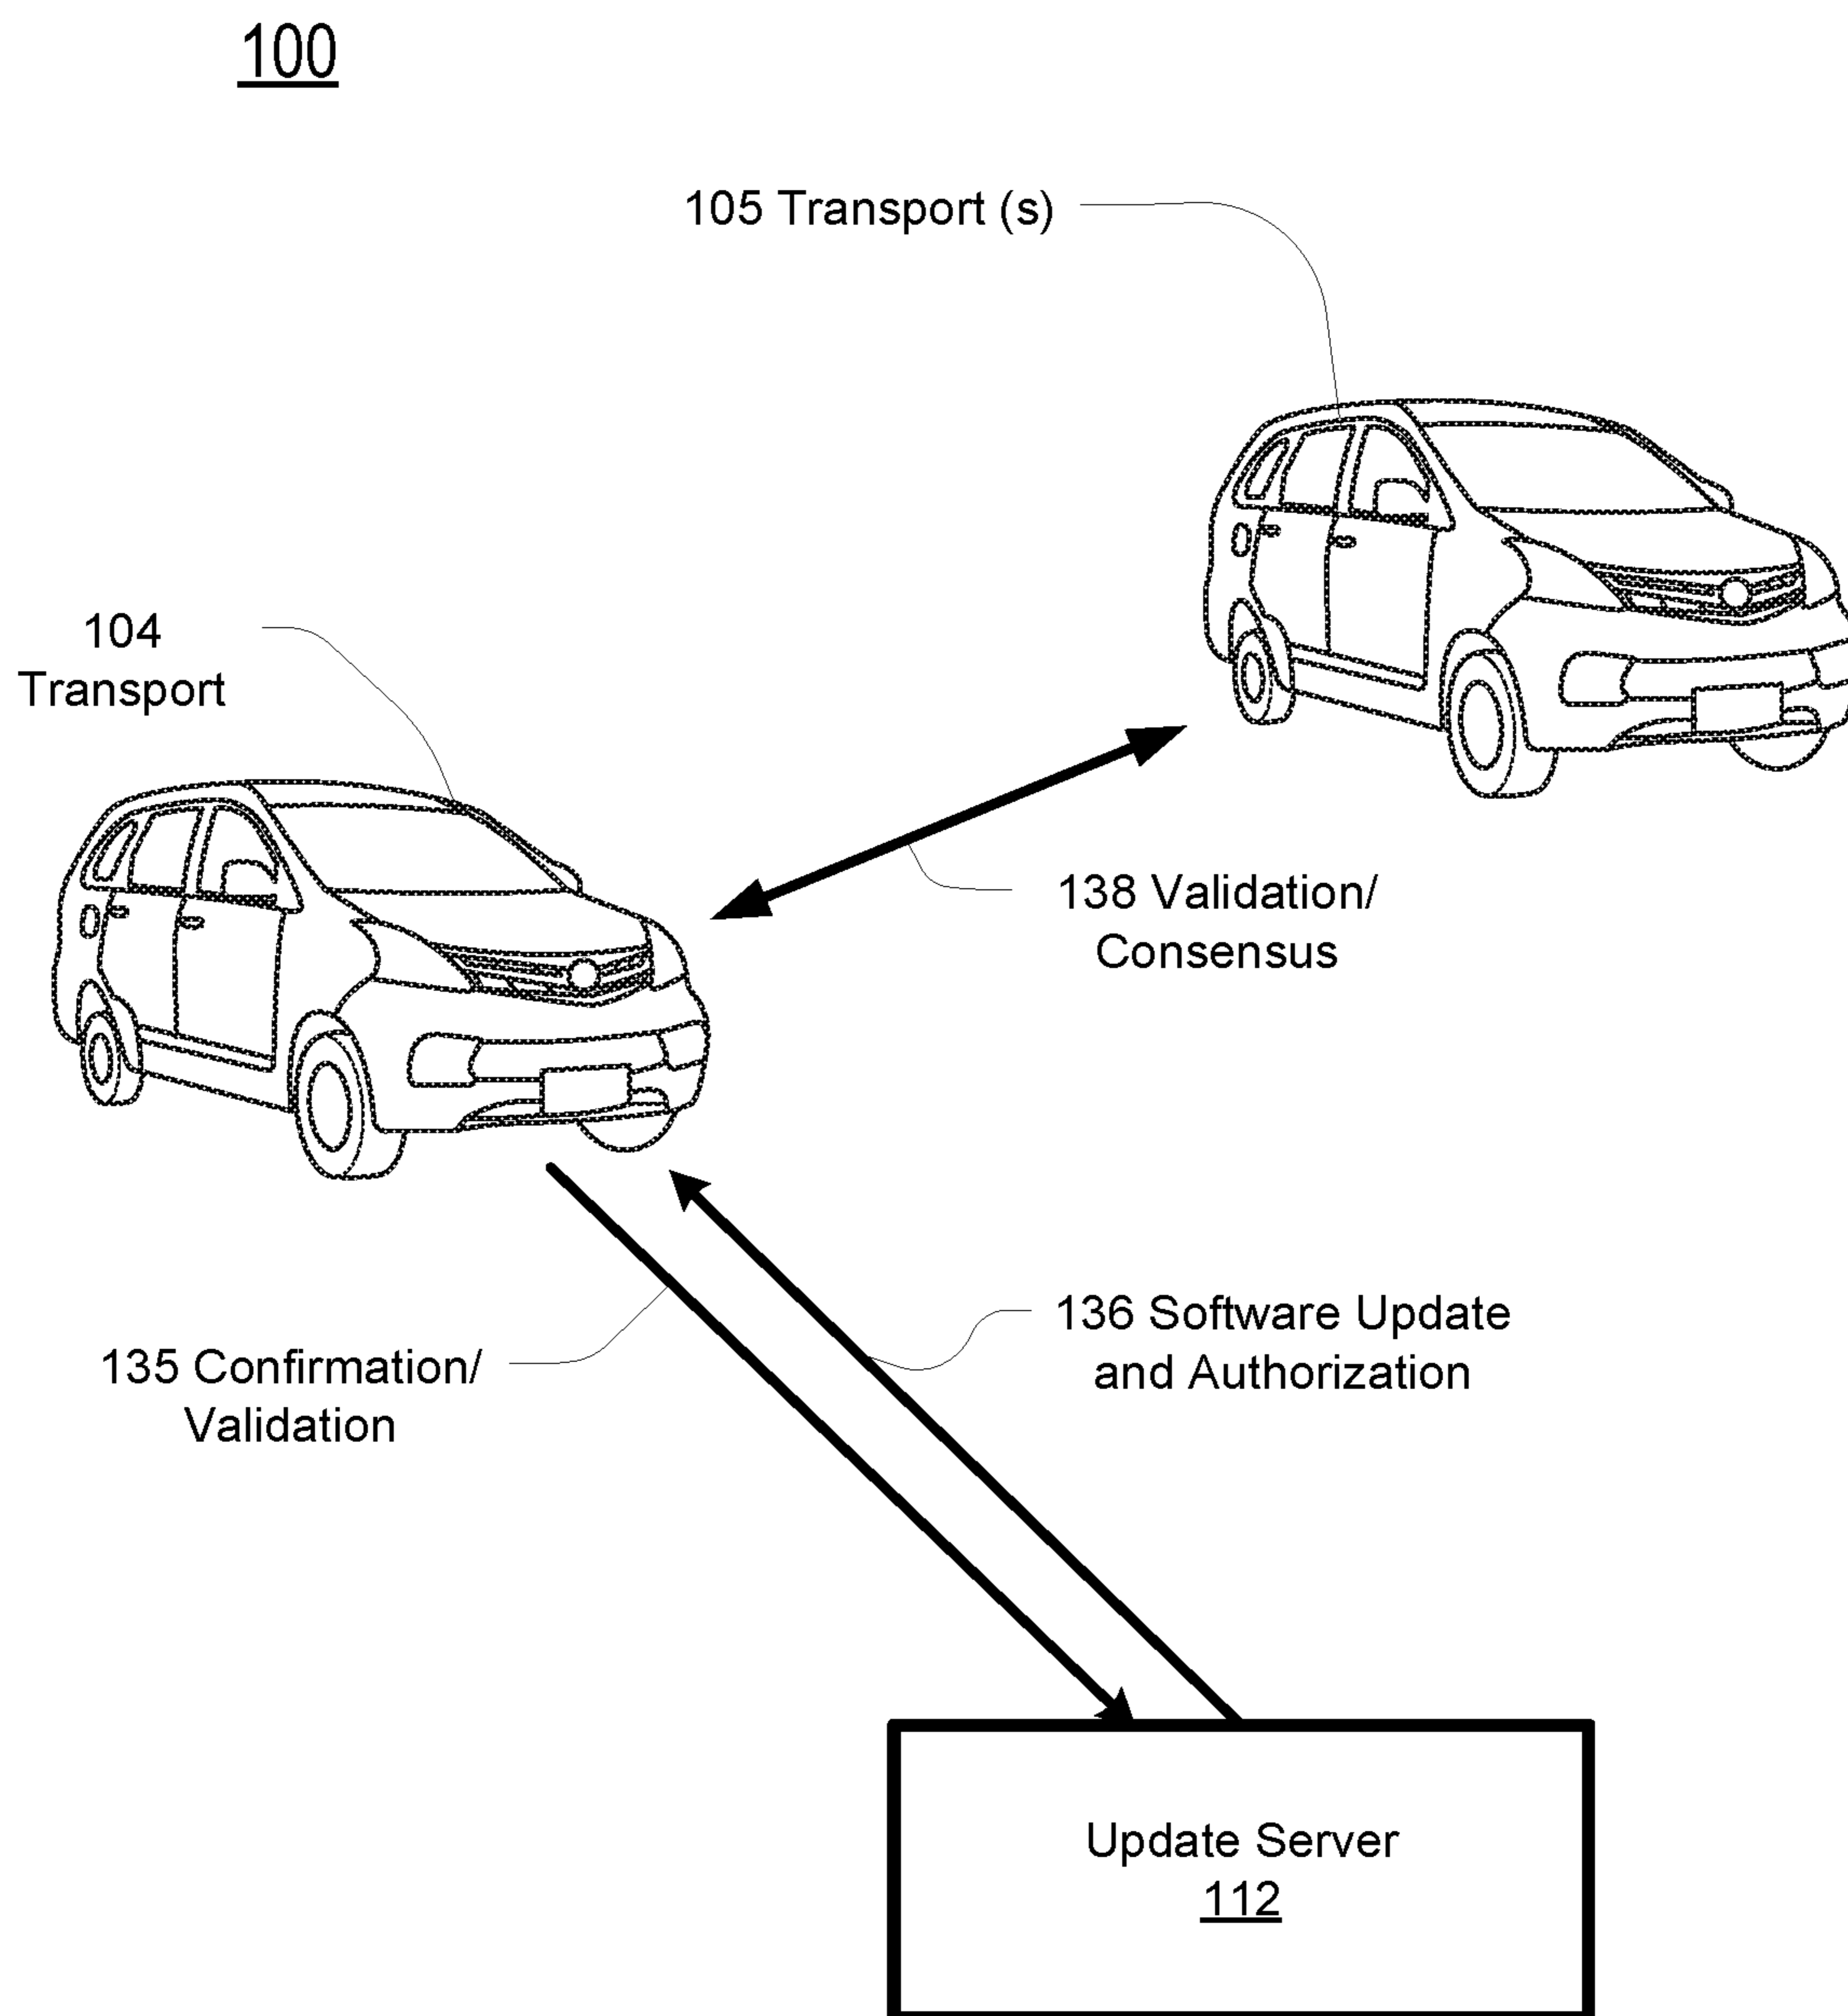 100
105 Transport (s)
104
Transport
138 Validation/
Consensus
136 Software Update
and Authorization
135 Confirmation/
Validation
Update Server
112